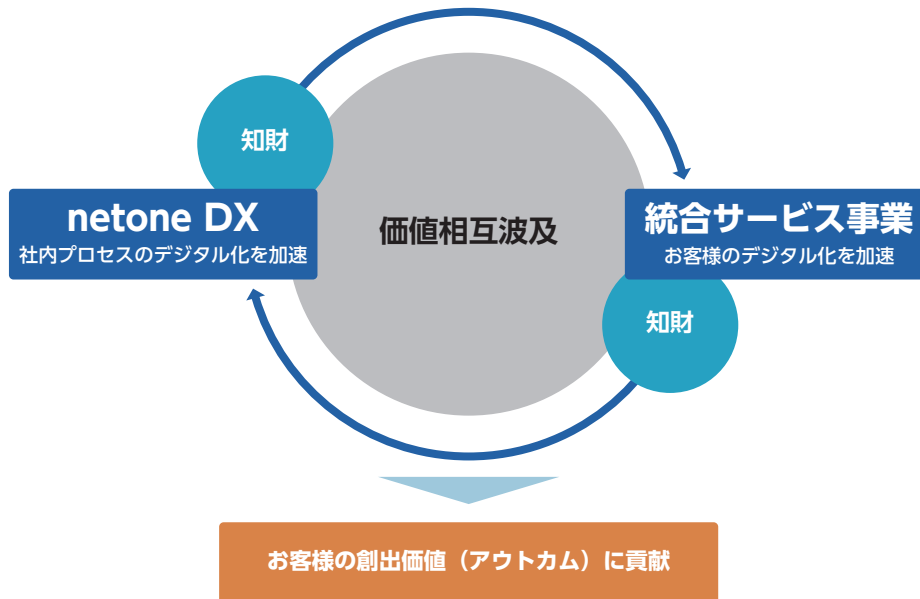 知財
netone DX
社内プロセスのデジタル化を加速
価値相互波及
統合サービス事業
お客様のデジタル化を加速
知財
お客様の創出価値（アウトカム）に貢献